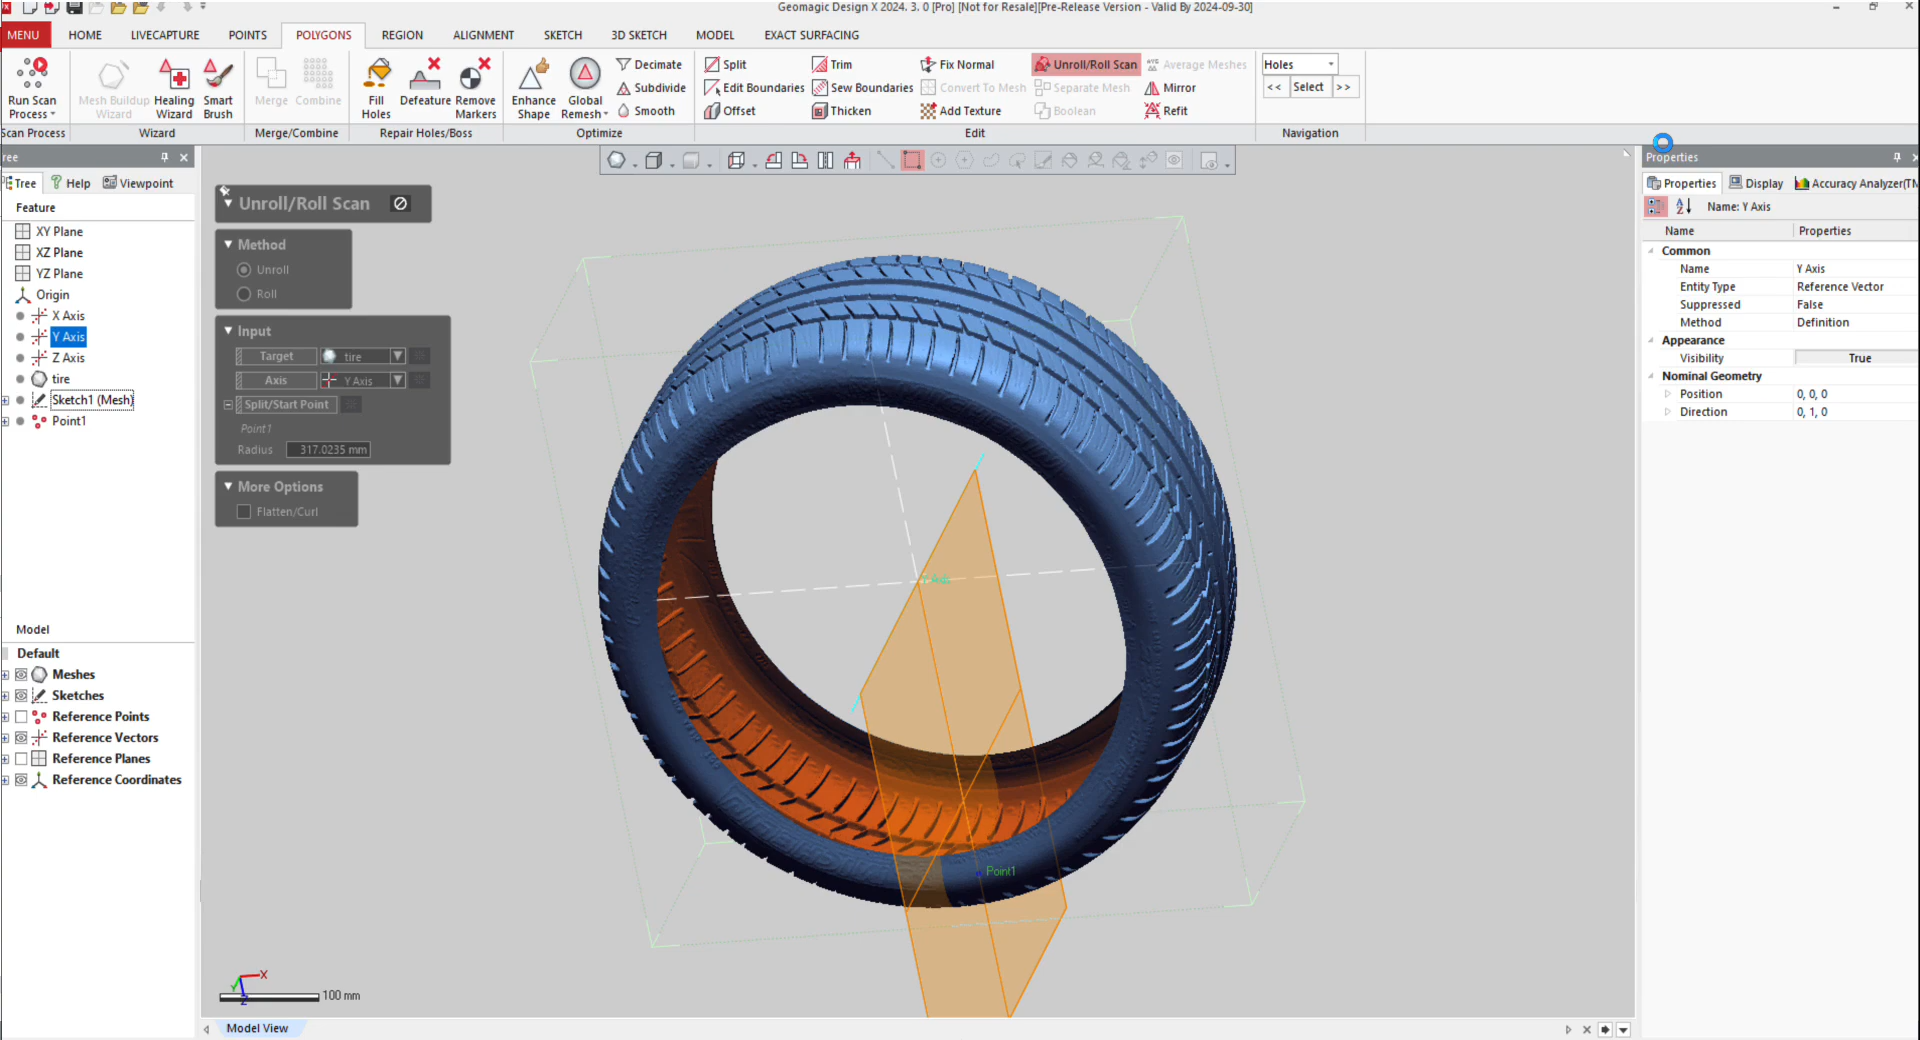 Geomagic Design X 2024. 3. 0 [Pro] [Not for Resale][Pre-Release Version - Valid By 2024-09-30]
MENU HOME LIVECAPTURE POINTS POLYGONS REGION ALIGNMENT SKETCH 3D SKETCH MODEL EXACT SURFACING
Run Scan Process
Mesh Buildup Wizard
Healing Wizard
Smart Brush
Merge
Combine
Fill Holes
Defeature
Remove Markers
Enhance Shape
Global Remesh
Decimate
Subdivide
Smooth
Split
Edit Boundaries
Offset
Trim
Sew Boundaries
Thicken
Fix Normal
Convert To Mesh
Add Texture
Unroll/Roll Scan
Separate Mesh
Boolean
Average Meshes
Mirror
Refit
Holes
<< Select >>
Scan Process Wizard Merge/Combine Repair Holes/Boss Optimize Edit Navigation
ree
Tree Help Viewpoint
Feature
XY Plane
XZ Plane
YZ Plane
Origin
X Axis
Y Axis
Z Axis
tire
Sketch1 (Mesh)
Point1
Model
Default
Meshes
Sketches
Reference Points
Reference Vectors
Reference Planes
Reference Coordinates
Unroll/Roll Scan
Method
Unroll
Roll
Input
Target tire
Axis Y Axis
Split/Start Point
Point1
Radius 317.0235 mm
More Options
Flatten/Curl
Y Axis
Point1
X
Y
Z
100 mm
Model View
Properties
Properties Display Accuracy Analyzer(TM
Name: Y Axis
Name Properties
Common
Name Y Axis
Entity Type Reference Vector
Suppressed False
Method Definition
Appearance
Visibility True
Nominal Geometry
Position 0, 0, 0
Direction 0, 1, 0